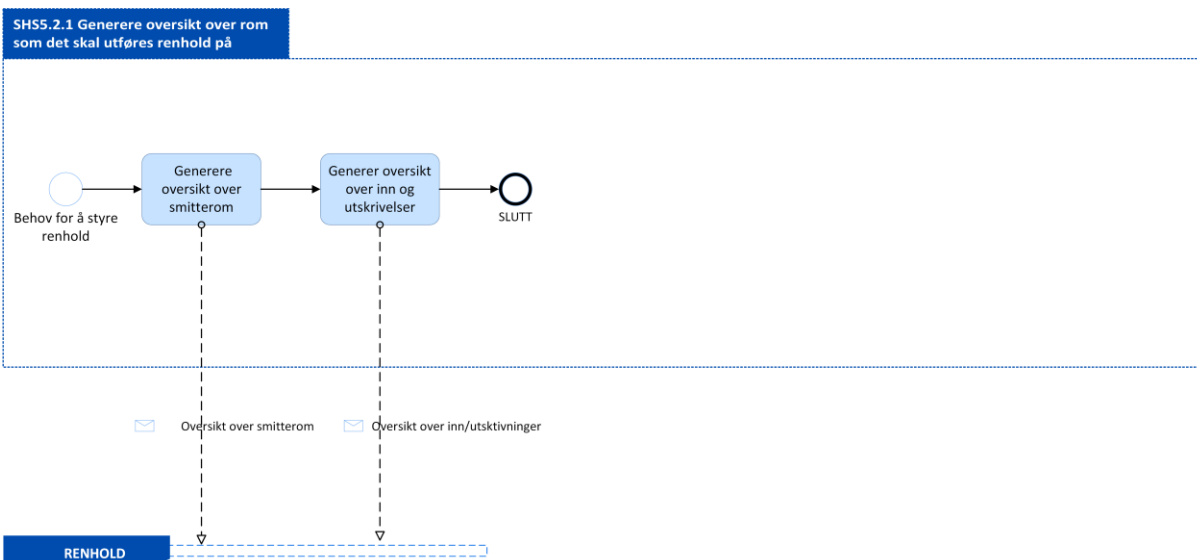 SHS5.2.1 Generere oversikt over rom
som det skal utføres renhold på
Generere
oversikt over
smitterom
Generer oversikt
over inn og
utskrivelser
Behov for å styre
renhold
SLUTT
Oversikt over smitterom
Oversikt over inn/utsktivninger
RENHOLD